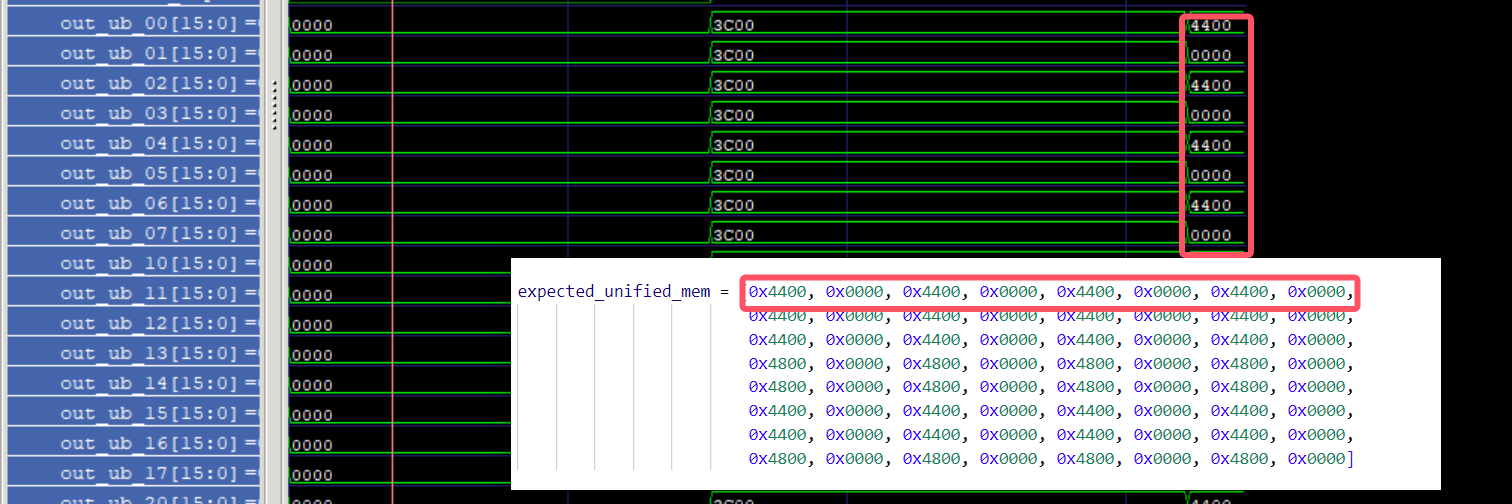 out_ub_00[15:0] = 0000 3C00 4400
out_ub_01[15:0] = 0000 3C00 0000
out_ub_02[15:0] = 0000 3C00 4400
out_ub_03[15:0] = 0000 3C00 0000
out_ub_04[15:0] = 0000 3C00 4400
out_ub_05[15:0] = 0000 3C00 0000
out_ub_06[15:0] = 0000 3C00 4400
out_ub_07[15:0] = 0000 3C00 0000
out_ub_10[15:0] = 0000
out_ub_11[15:0] = 0000
out_ub_12[15:0] = 0000
out_ub_13[15:0] = 0000
out_ub_14[15:0] = 0000
out_ub_15[15:0] = 0000
out_ub_16[15:0] = 0000
out_ub_17[15:0] = 0000
out_ub_20[15:0] = 0000 3C00 4400
expected_unified_mem = [0x4400, 0x0000, 0x4400, 0x0000, 0x4400, 0x0000, 0x4400, 0x0000,
0x4400, 0x0000, 0x4400, 0x0000, 0x4400, 0x0000, 0x4400, 0x0000,
0x4400, 0x0000, 0x4400, 0x0000, 0x4400, 0x0000, 0x4400, 0x0000,
0x4800, 0x0000, 0x4800, 0x0000, 0x4800, 0x0000, 0x4800, 0x0000,
0x4800, 0x0000, 0x4800, 0x0000, 0x4800, 0x0000, 0x4800, 0x0000,
0x4400, 0x0000, 0x4400, 0x0000, 0x4400, 0x0000, 0x4400, 0x0000,
0x4400, 0x0000, 0x4400, 0x0000, 0x4400, 0x0000, 0x4400, 0x0000,
0x4800, 0x0000, 0x4800, 0x0000, 0x4800, 0x0000, 0x4800, 0x0000]